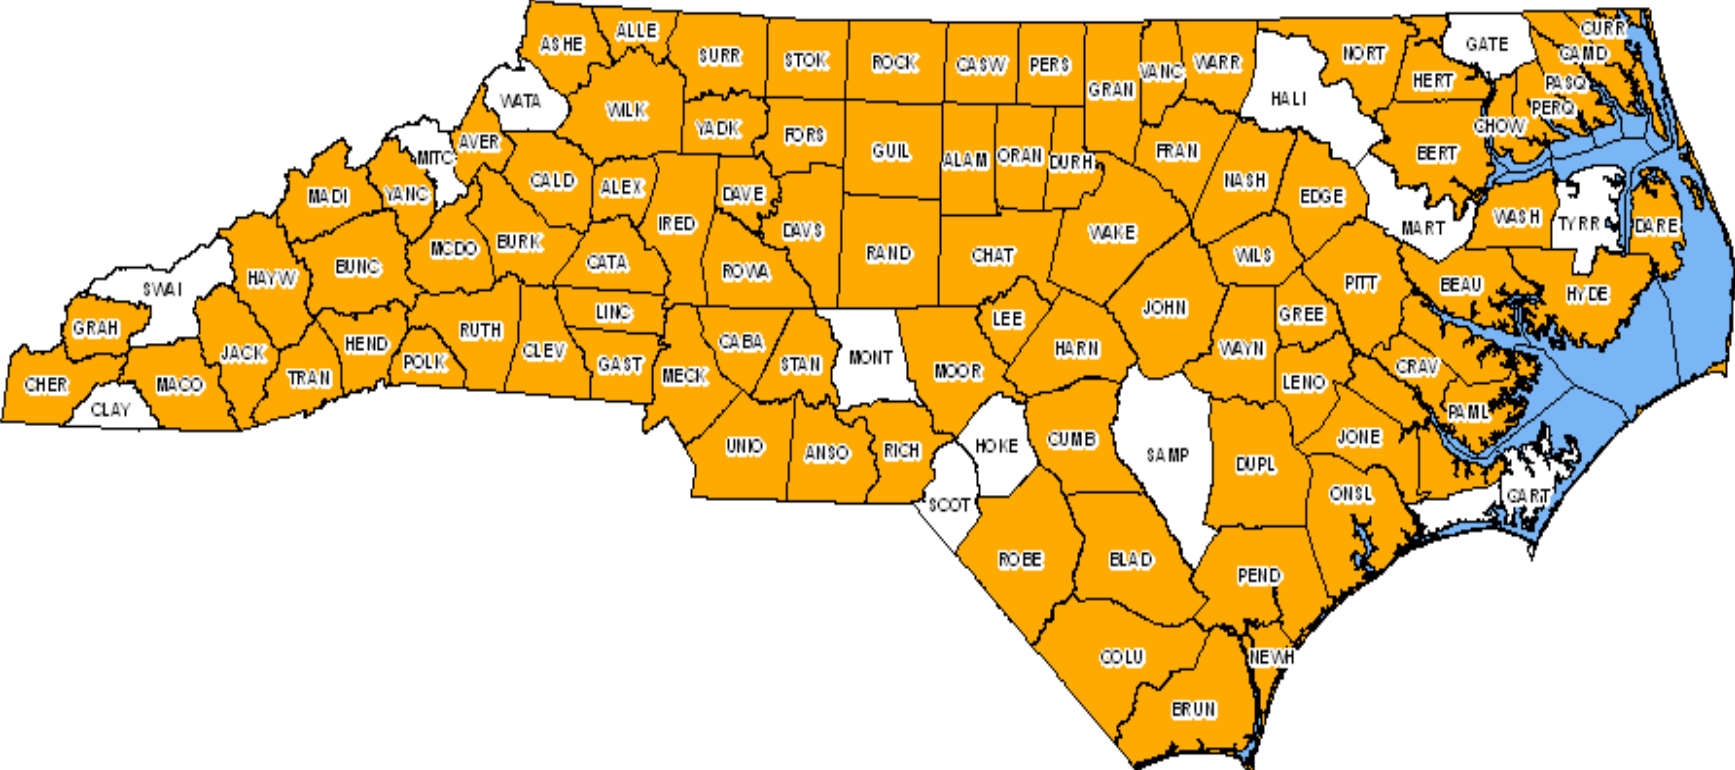 ALLE
ASHE
SURR
STOK
ROCK
CASW
PERS
GRAN
VANC
WARR
HALI
NORT
HERT
GATE
CURR
CAMD
PASQ
PERQ
CHOW
BERT
WATA
WILK
YADK
FORS
GUIL
ALAM
ORAN
DURH
FRAN
NASH
EDGE
MART
WASH
TYRR
DARE
MITC
AVER
MADI
YANC
CALD
ALEX
IRED
DAVE
DAVS
RAND
CHAT
WAKE
WILS
PITT
BEAU
HYDE
SWAI
HAYW
BUNC
MCDO
BURK
CATA
ROWA
LINC
LEE
JOHN
GREE
GRAH
JACK
HEND
RUTH
POLK
CLEV
GAST
MECK
CABA
STAN
MONT
MOOR
HARN
WAYN
LENO
CRAV
PAML
CHER
CLAY
MACO
TRAN
UNIO
ANSO
RICH
HOKE
CUMB
SAMP
DUPL
JONE
ONSL
CART
SCOT
ROBE
BLAD
PEND
COLU
NEWH
BRUN